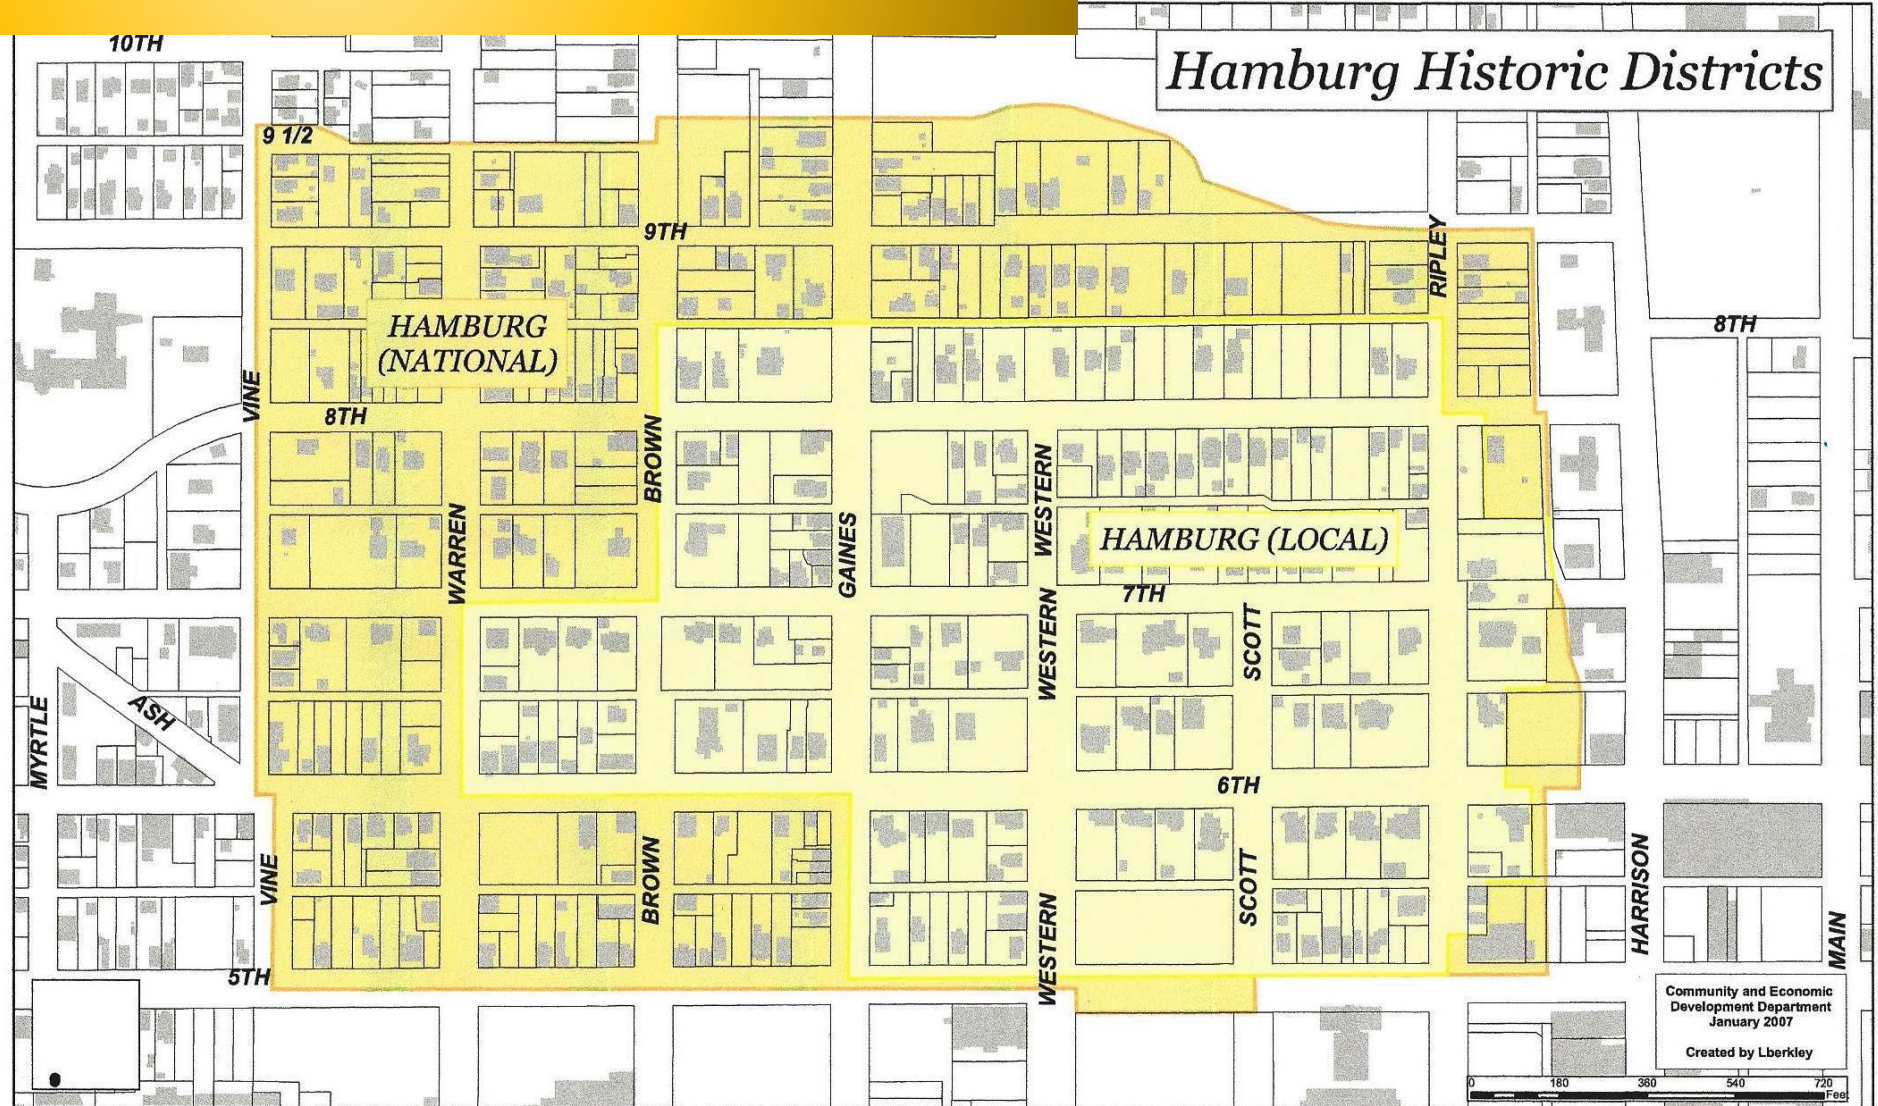 10TH
Hamburg Historic Districts
9 1/2
9TH
RIPLEY
HAMBURG
(NATIONAL)
8TH
VINE
8TH
BROWN
WESTERN
WARREN
GAINES
HAMBURG (LOCAL)
7TH
WESTERN
SCOTT
MYRTLE
ASH
6TH
VINE
BROWN
SCOTT
WESTERN
HARRISON
MAIN
5TH
Community and Economic
Development Department
January 2007
Created by Lberkley
0 180 360 540 720
Feet